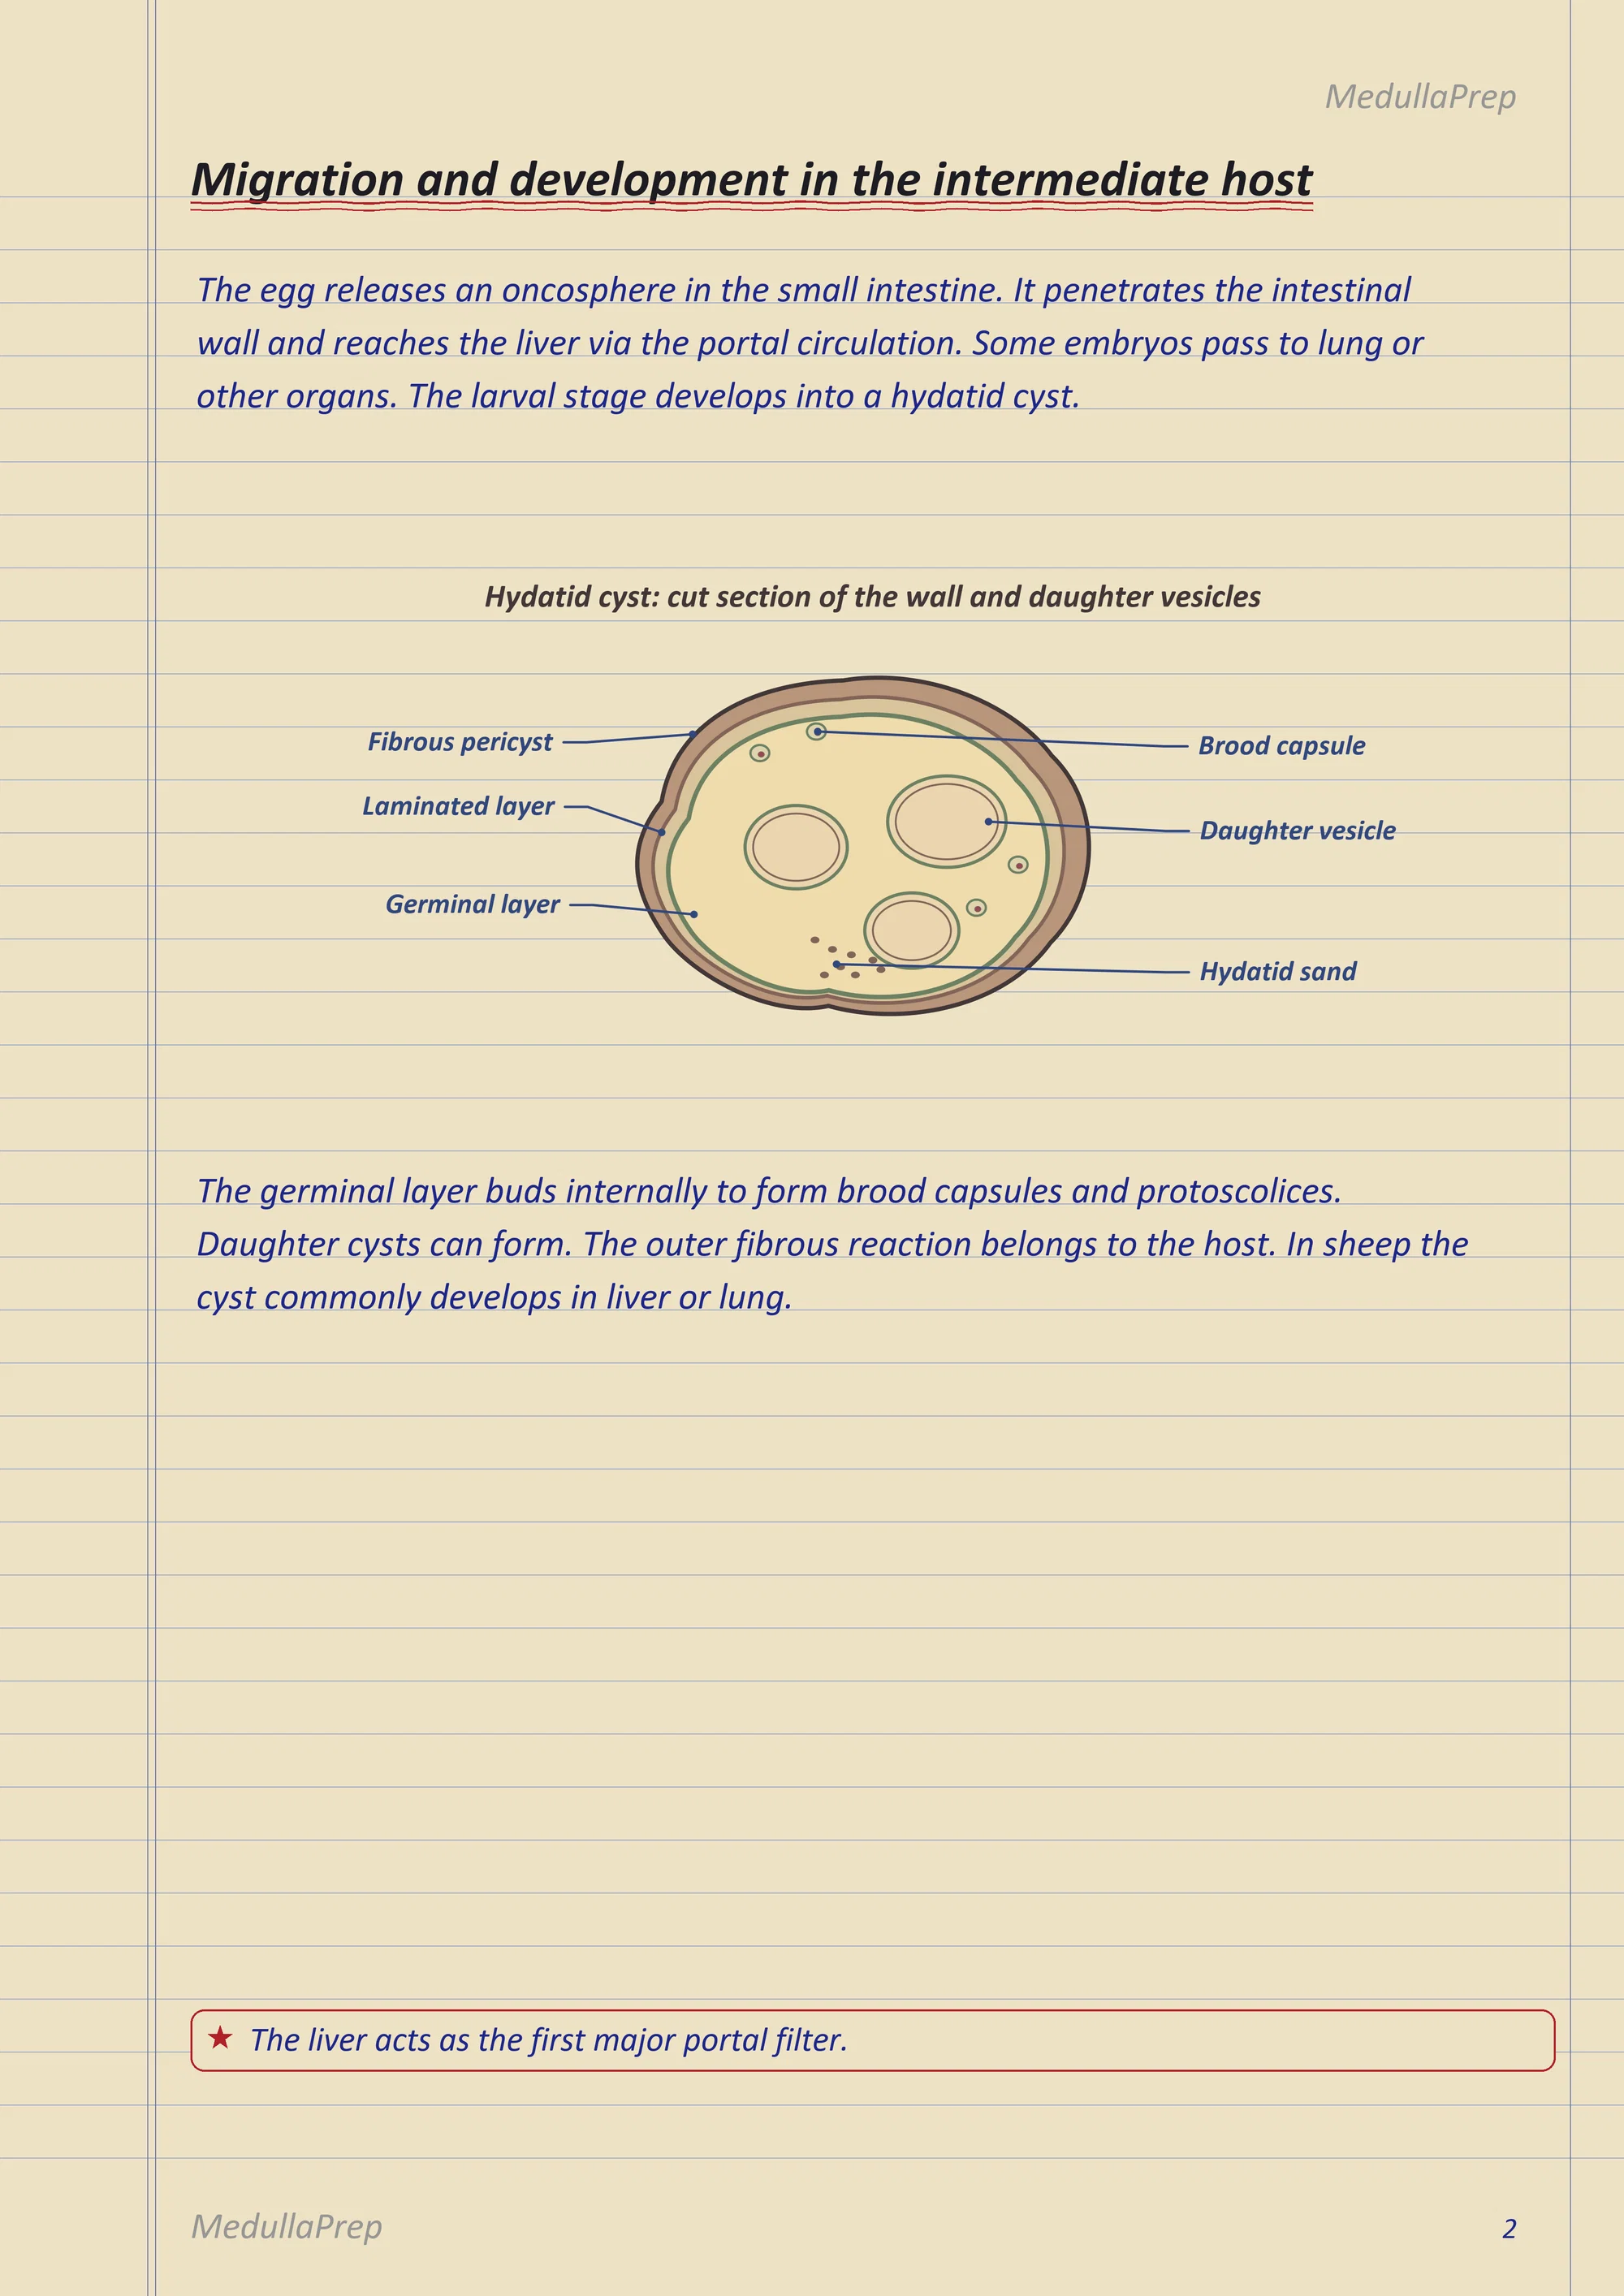 MedullaPrep
Migration and development in the intermediate host
The egg releases an oncosphere in the small intestine. It penetrates the intestinal
wall and reaches the liver via the portal circulation. Some embryos pass to lung or
other organs. The larval stage develops into a hydatid cyst.
Hydatid cyst: cut section of the wall and daughter vesicles
Fibrous pericyst
Brood capsule
Laminated layer
Daughter vesicle
Germinal layer
Hydatid sand
The germinal layer buds internally to form brood capsules and protoscolices.
Daughter cysts can form. The outer fibrous reaction belongs to the host. In sheep the
cyst commonly develops in liver or lung.
★ The liver acts as the first major portal filter.
MedullaPrep
2